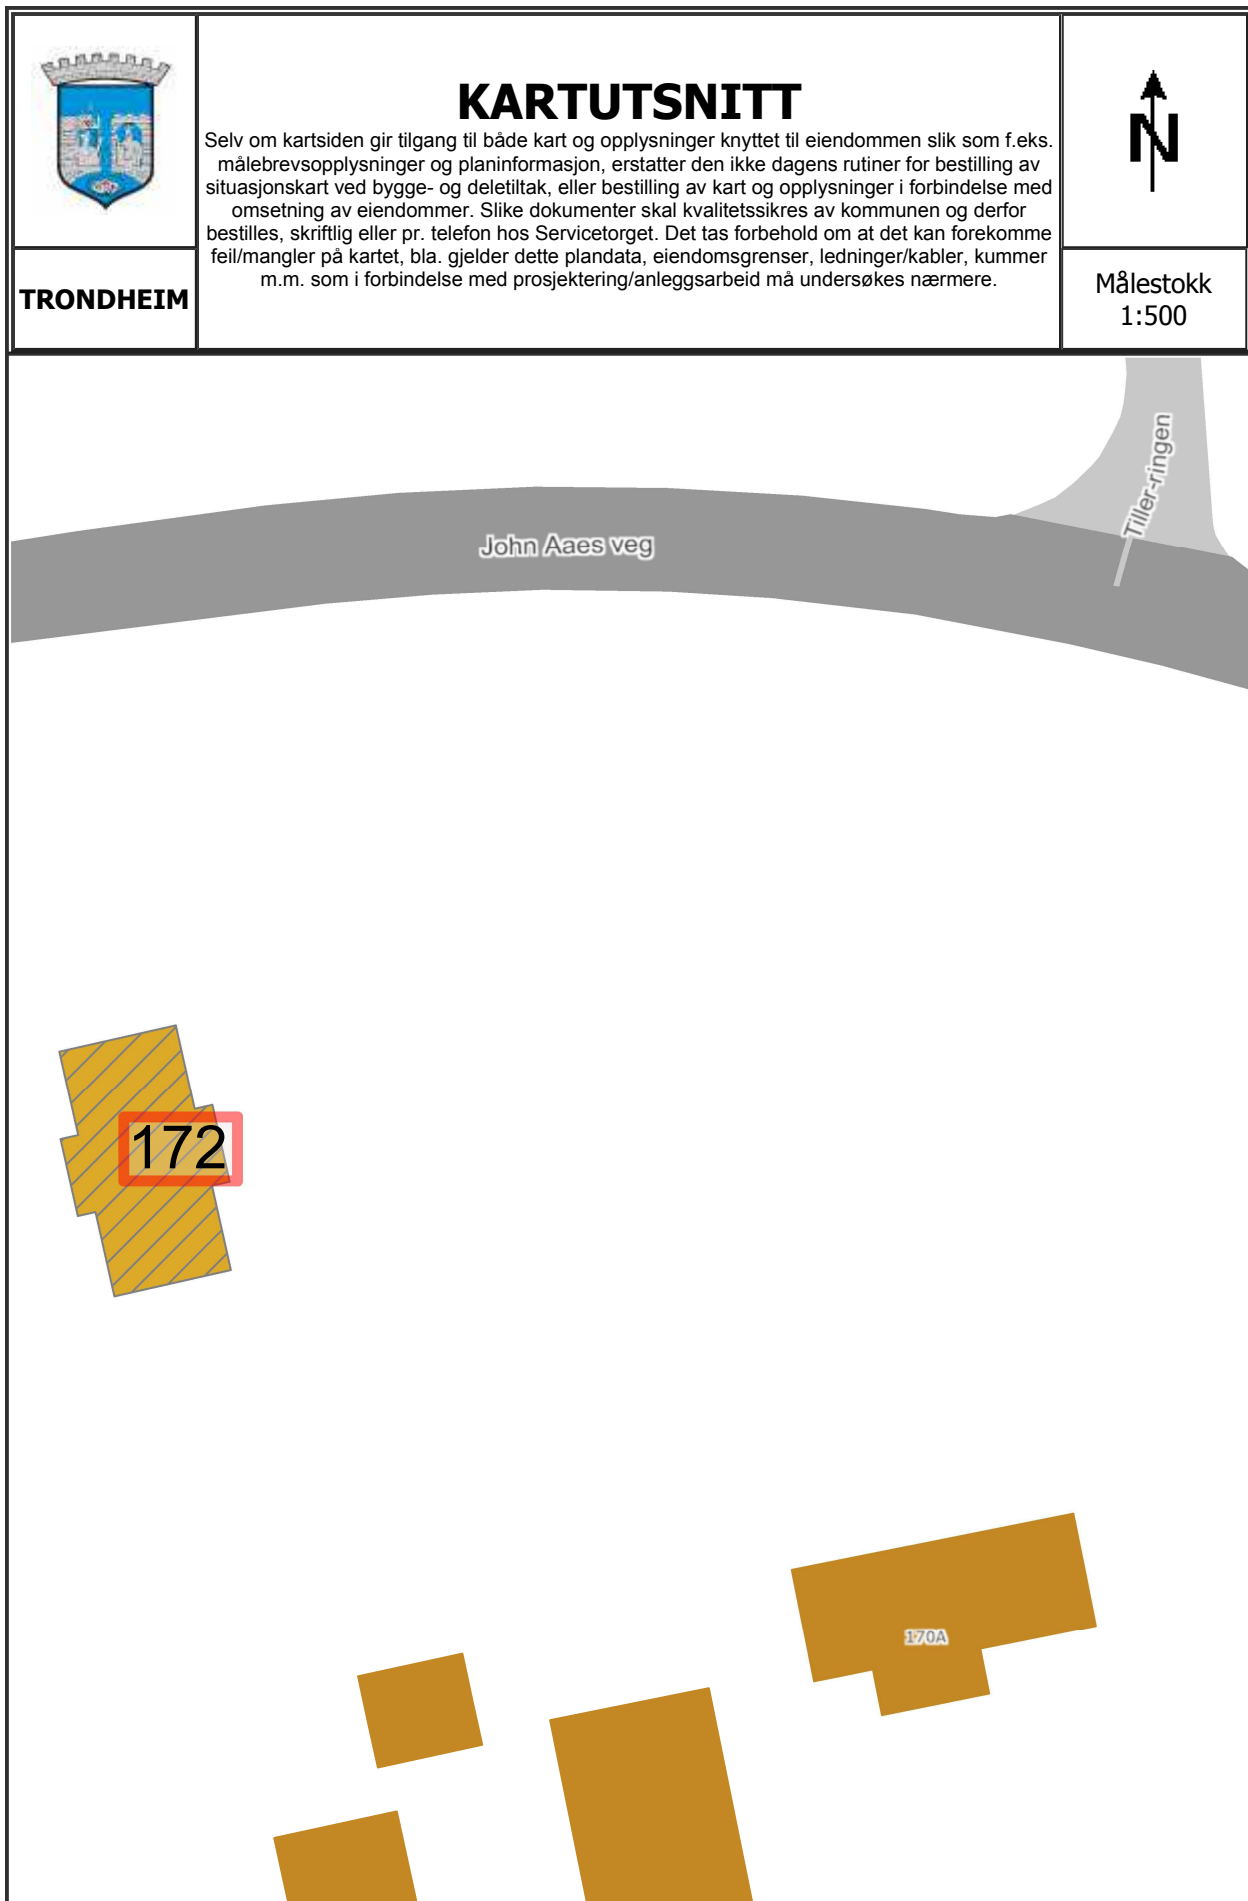 KARTUTSNITT
Selv om kartsiden gir tilgang til både kart og opplysninger knyttet til eiendommen slik som f.eks.
målebrevsopplysninger og planinformasjon, erstatter den ikke dagens rutiner for bestilling av
situasjonskart ved bygge- og deletiltak, eller bestilling av kart og opplysninger i forbindelse med
omsetning av eiendommer. Slike dokumenter skal kvalitetssikres av kommunen og derfor
bestilles, skriftlig eller pr. telefon hos Servicetorget. Det tas forbehold om at det kan forekomme
feil/mangler på kartet, bla. gjelder dette plandata, eiendomsgrenser, ledninger/kabler, kummer
m.m. som i forbindelse med prosjektering/anleggsarbeid må undersøkes nærmere.
N
TRONDHEIM
Målestokk
1:500
Tiller-ringen
John Aaes veg
172
170A